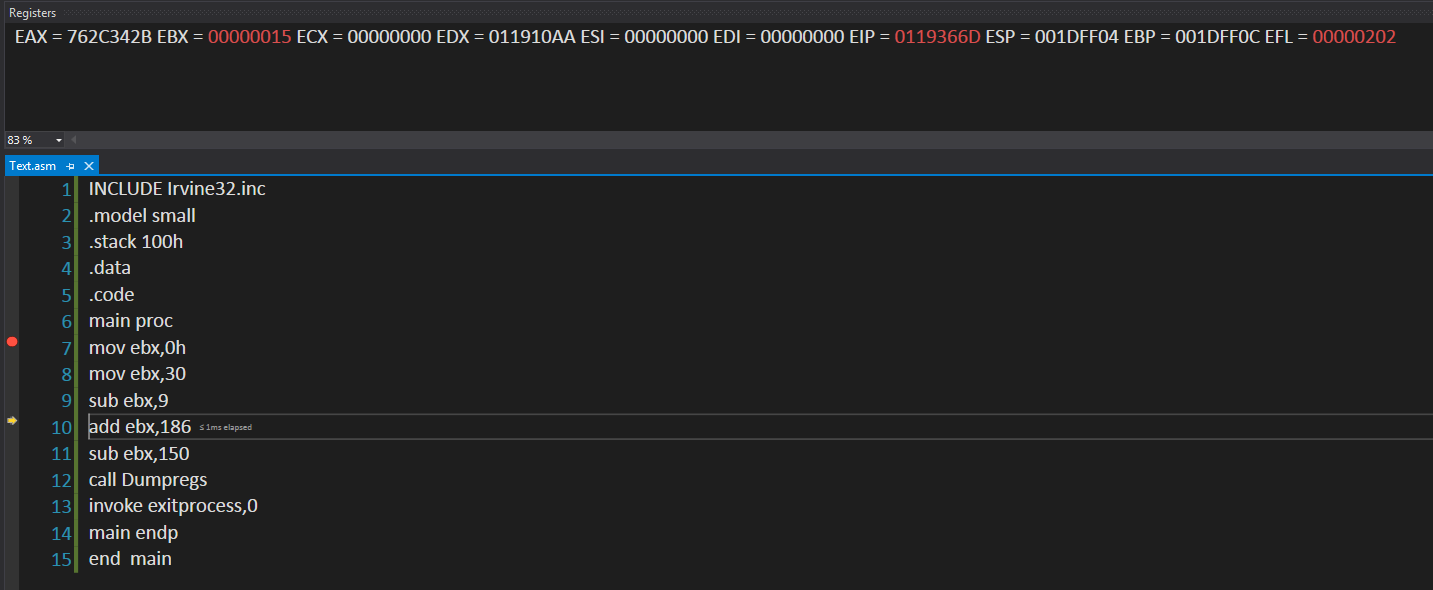 Registers
EAX = 762C342B EBX = 00000015 ECX = 00000000 EDX = 011910AA ESI = 00000000 EDI = 00000000 EIP = 0119366D ESP = 001DFF04 EBP = 001DFF0C EFL = 00000202
83 %
Text.asm
1 INCLUDE Irvine32.inc
2 .model small
3 .stack 100h
4 .data
5 .code
6 main proc
7 mov ebx,0h
8 mov ebx,30
9 sub ebx,9
10 add ebx,186 ≤ 1ms elapsed
11 sub ebx,150
12 call Dumpregs
13 invoke exitprocess,0
14 main endp
15 end  main